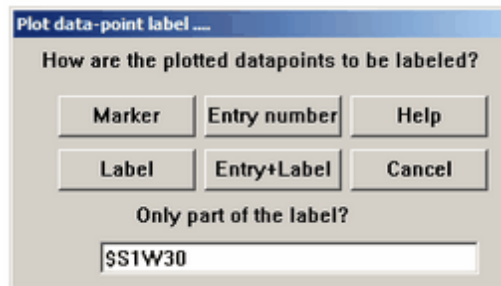 Plot data-point label ....
How are the plotted datapoints to be labeled?
Marker Entry number Help
Label Entry+Label Cancel
Only part of the label?
$S1W30